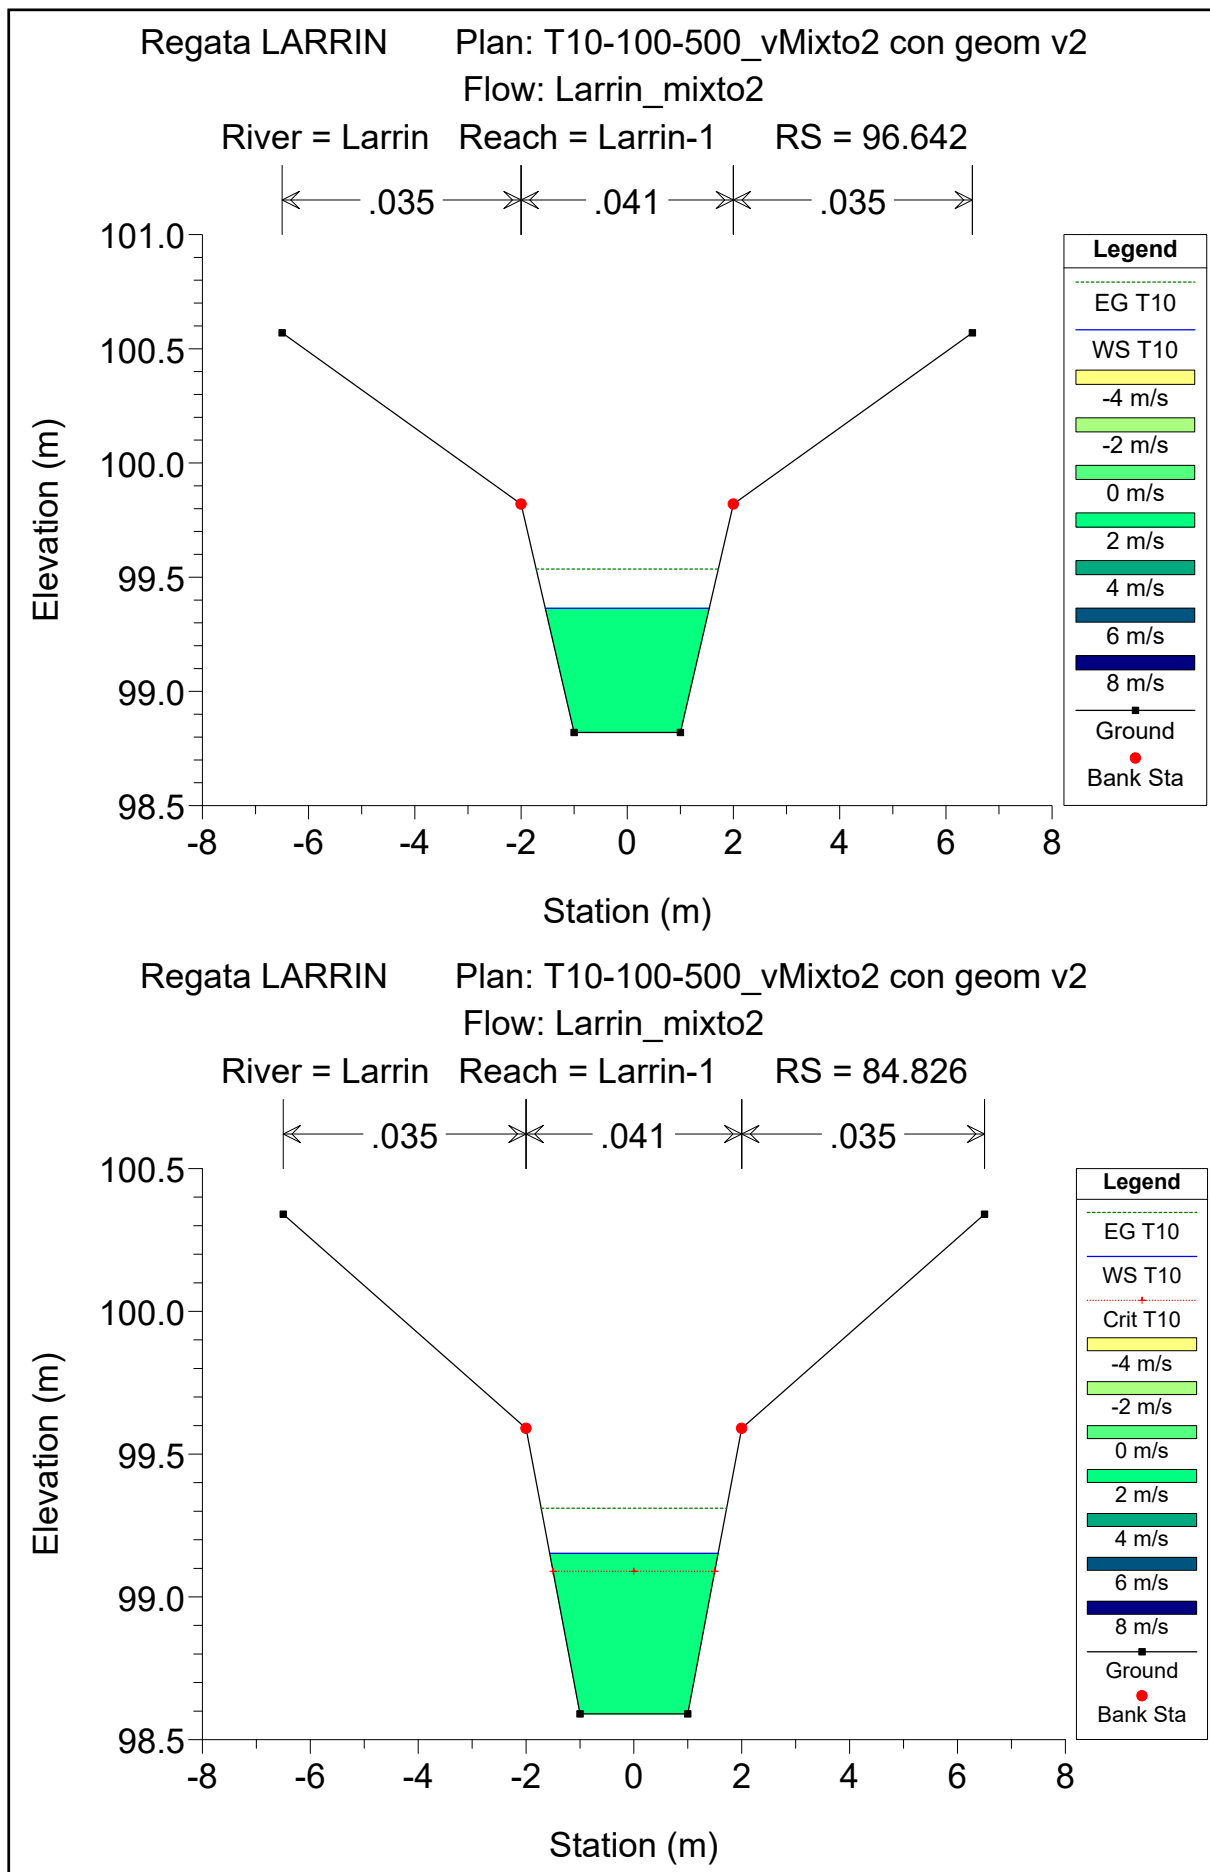 Regata LARRIN Plan: T10-100-500_vMixto2 con geom v2
Flow: Larrin_mixto2
River = Larrin Reach = Larrin-1 RS = 96.642
.035 .041 .035
101.0
100.5
100.0
99.5
99.0
98.5
Elevation (m)
-8 -6 -4 -2 0 2 4 6 8
Station (m)
Legend
EG T10
WS T10
-4 m/s
-2 m/s
0 m/s
2 m/s
4 m/s
6 m/s
8 m/s
Ground
Bank Sta
Regata LARRIN Plan: T10-100-500_vMixto2 con geom v2
Flow: Larrin_mixto2
River = Larrin Reach = Larrin-1 RS = 84.826
.035 .041 .035
100.5
100.0
99.5
99.0
98.5
Elevation (m)
-8 -6 -4 -2 0 2 4 6 8
Station (m)
Legend
EG T10
WS T10
Crit T10
-4 m/s
-2 m/s
0 m/s
2 m/s
4 m/s
6 m/s
8 m/s
Ground
Bank Sta